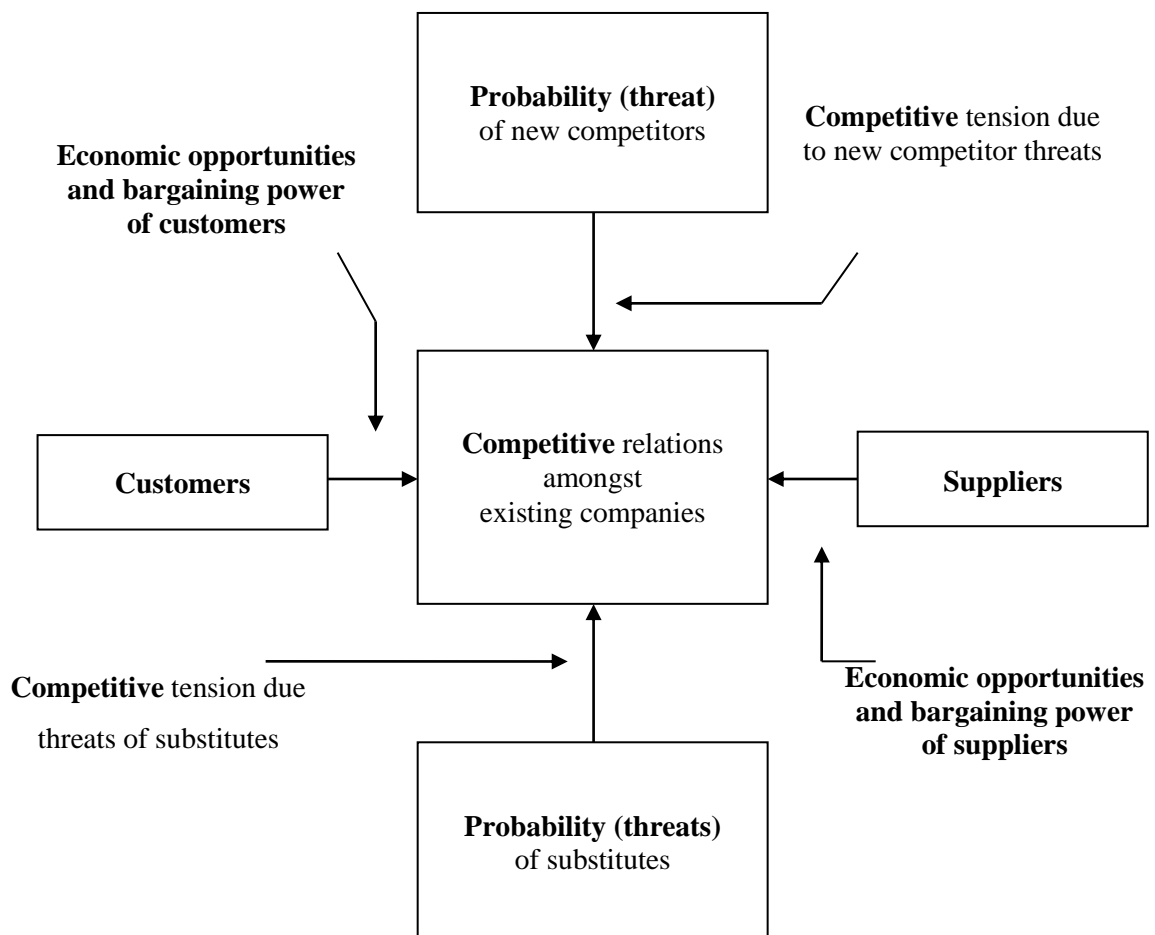 Probability (threat)
of new competitors
Competitive tension due
to new competitor threats
Economic opportunities
and bargaining power
of customers
Customers
Competitive relations
amongst
existing companies
Suppliers
Competitive tension due
threats of substitutes
Economic opportunities
and bargaining power
of suppliers
Probability (threats)
of substitutes